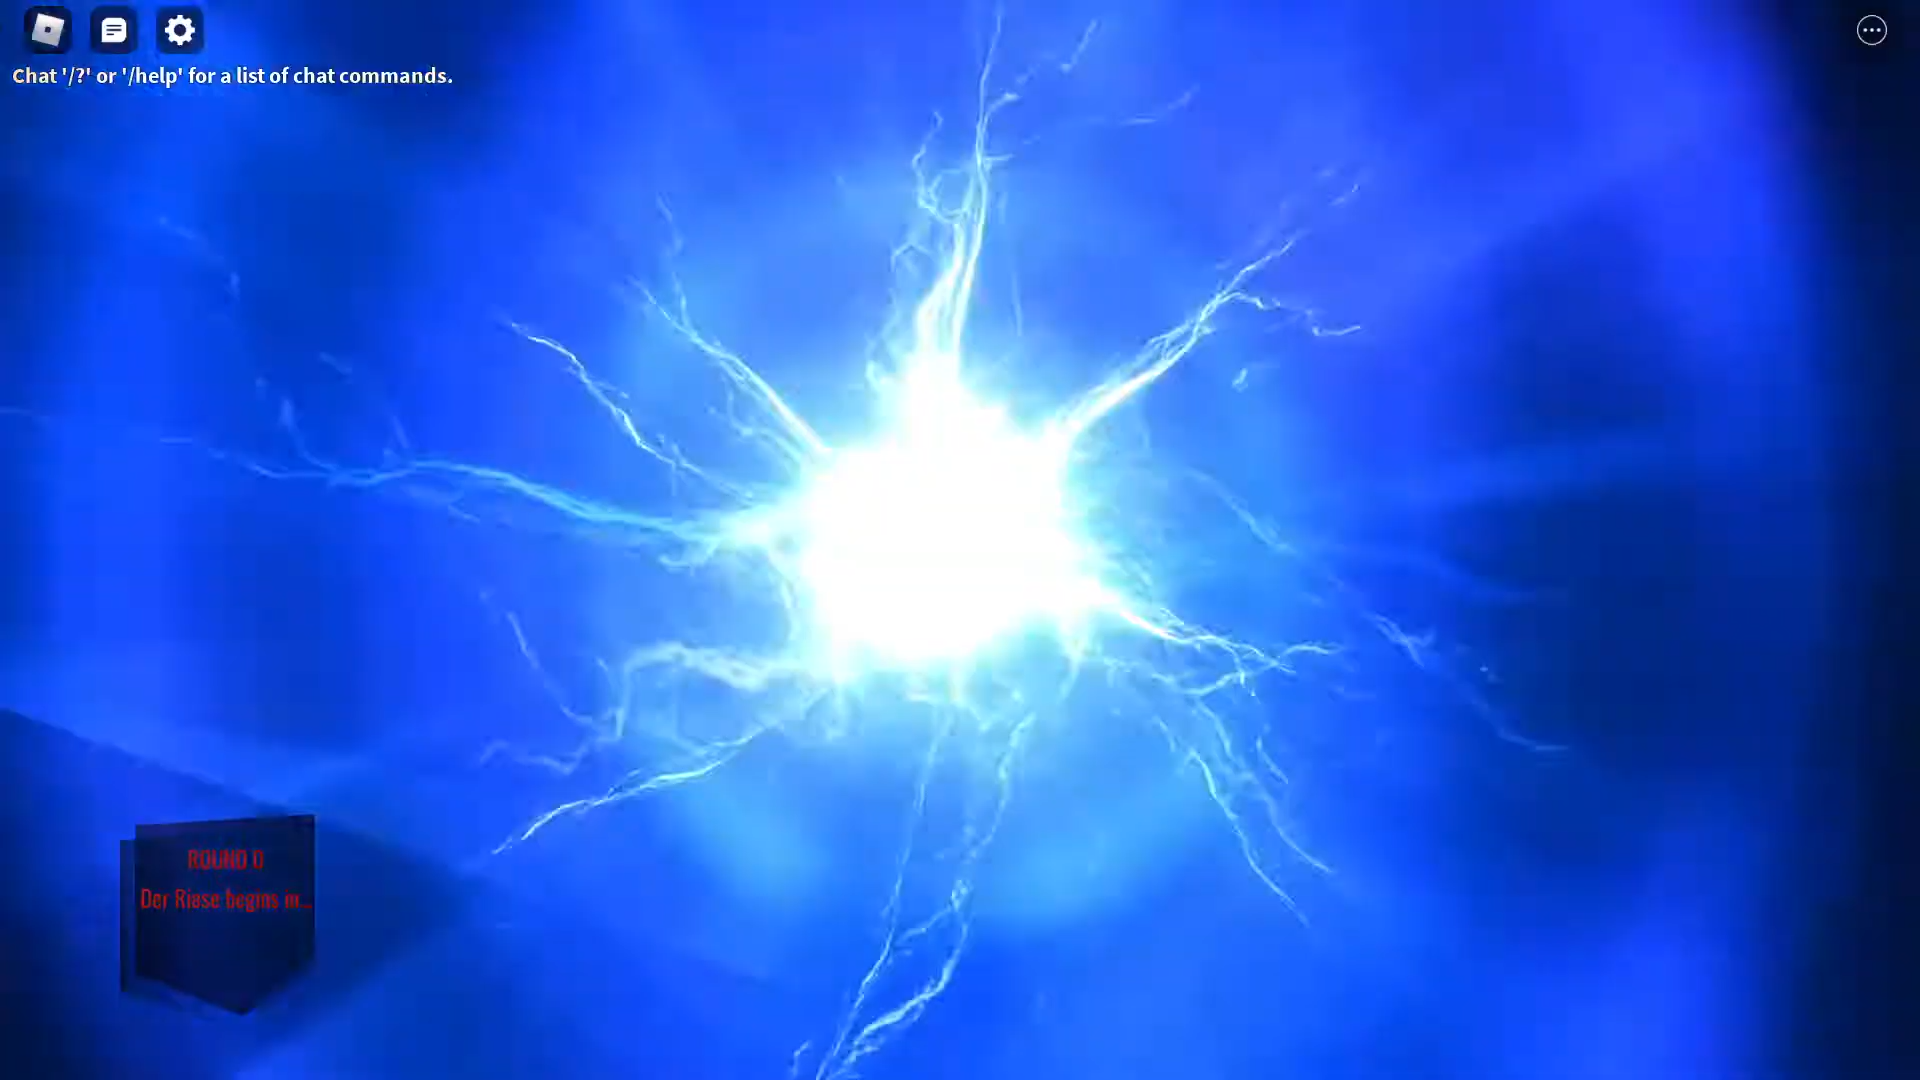 Chat '/?' or '/help' for a list of chat commands.
ROUND 0
Der Riese begins in...